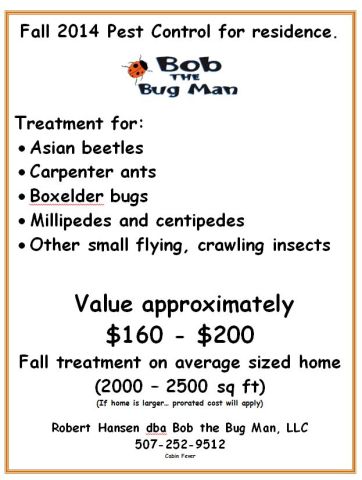 Fall 2014 Pest Control for residence.
Bob
THE
Bug Man
Treatment for:
• Asian beetles
• Carpenter ants
• Boxelder bugs
• Millipedes and centipedes
• Other small flying, crawling insects
Value approximately
$160 - $200
Fall treatment on average sized home
(2000 – 2500 sq ft)
(If home is larger... prorated cost will apply)
Robert Hansen dba Bob the Bug Man, LLC
507-252-9512
Cabin Fever